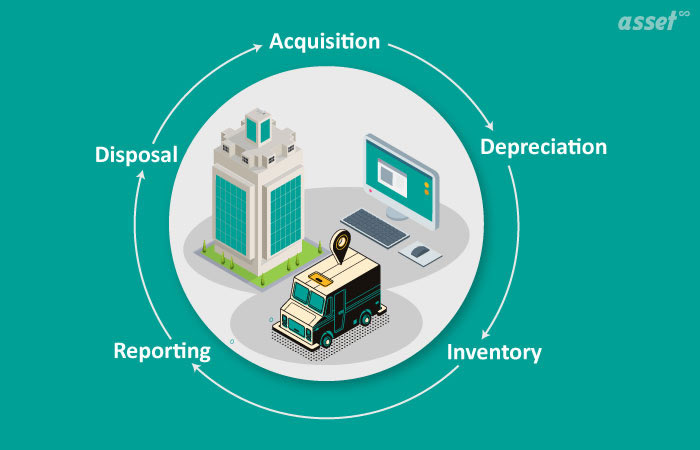 asset∞
Acquisition
Depreciation
Inventory
Reporting
Disposal